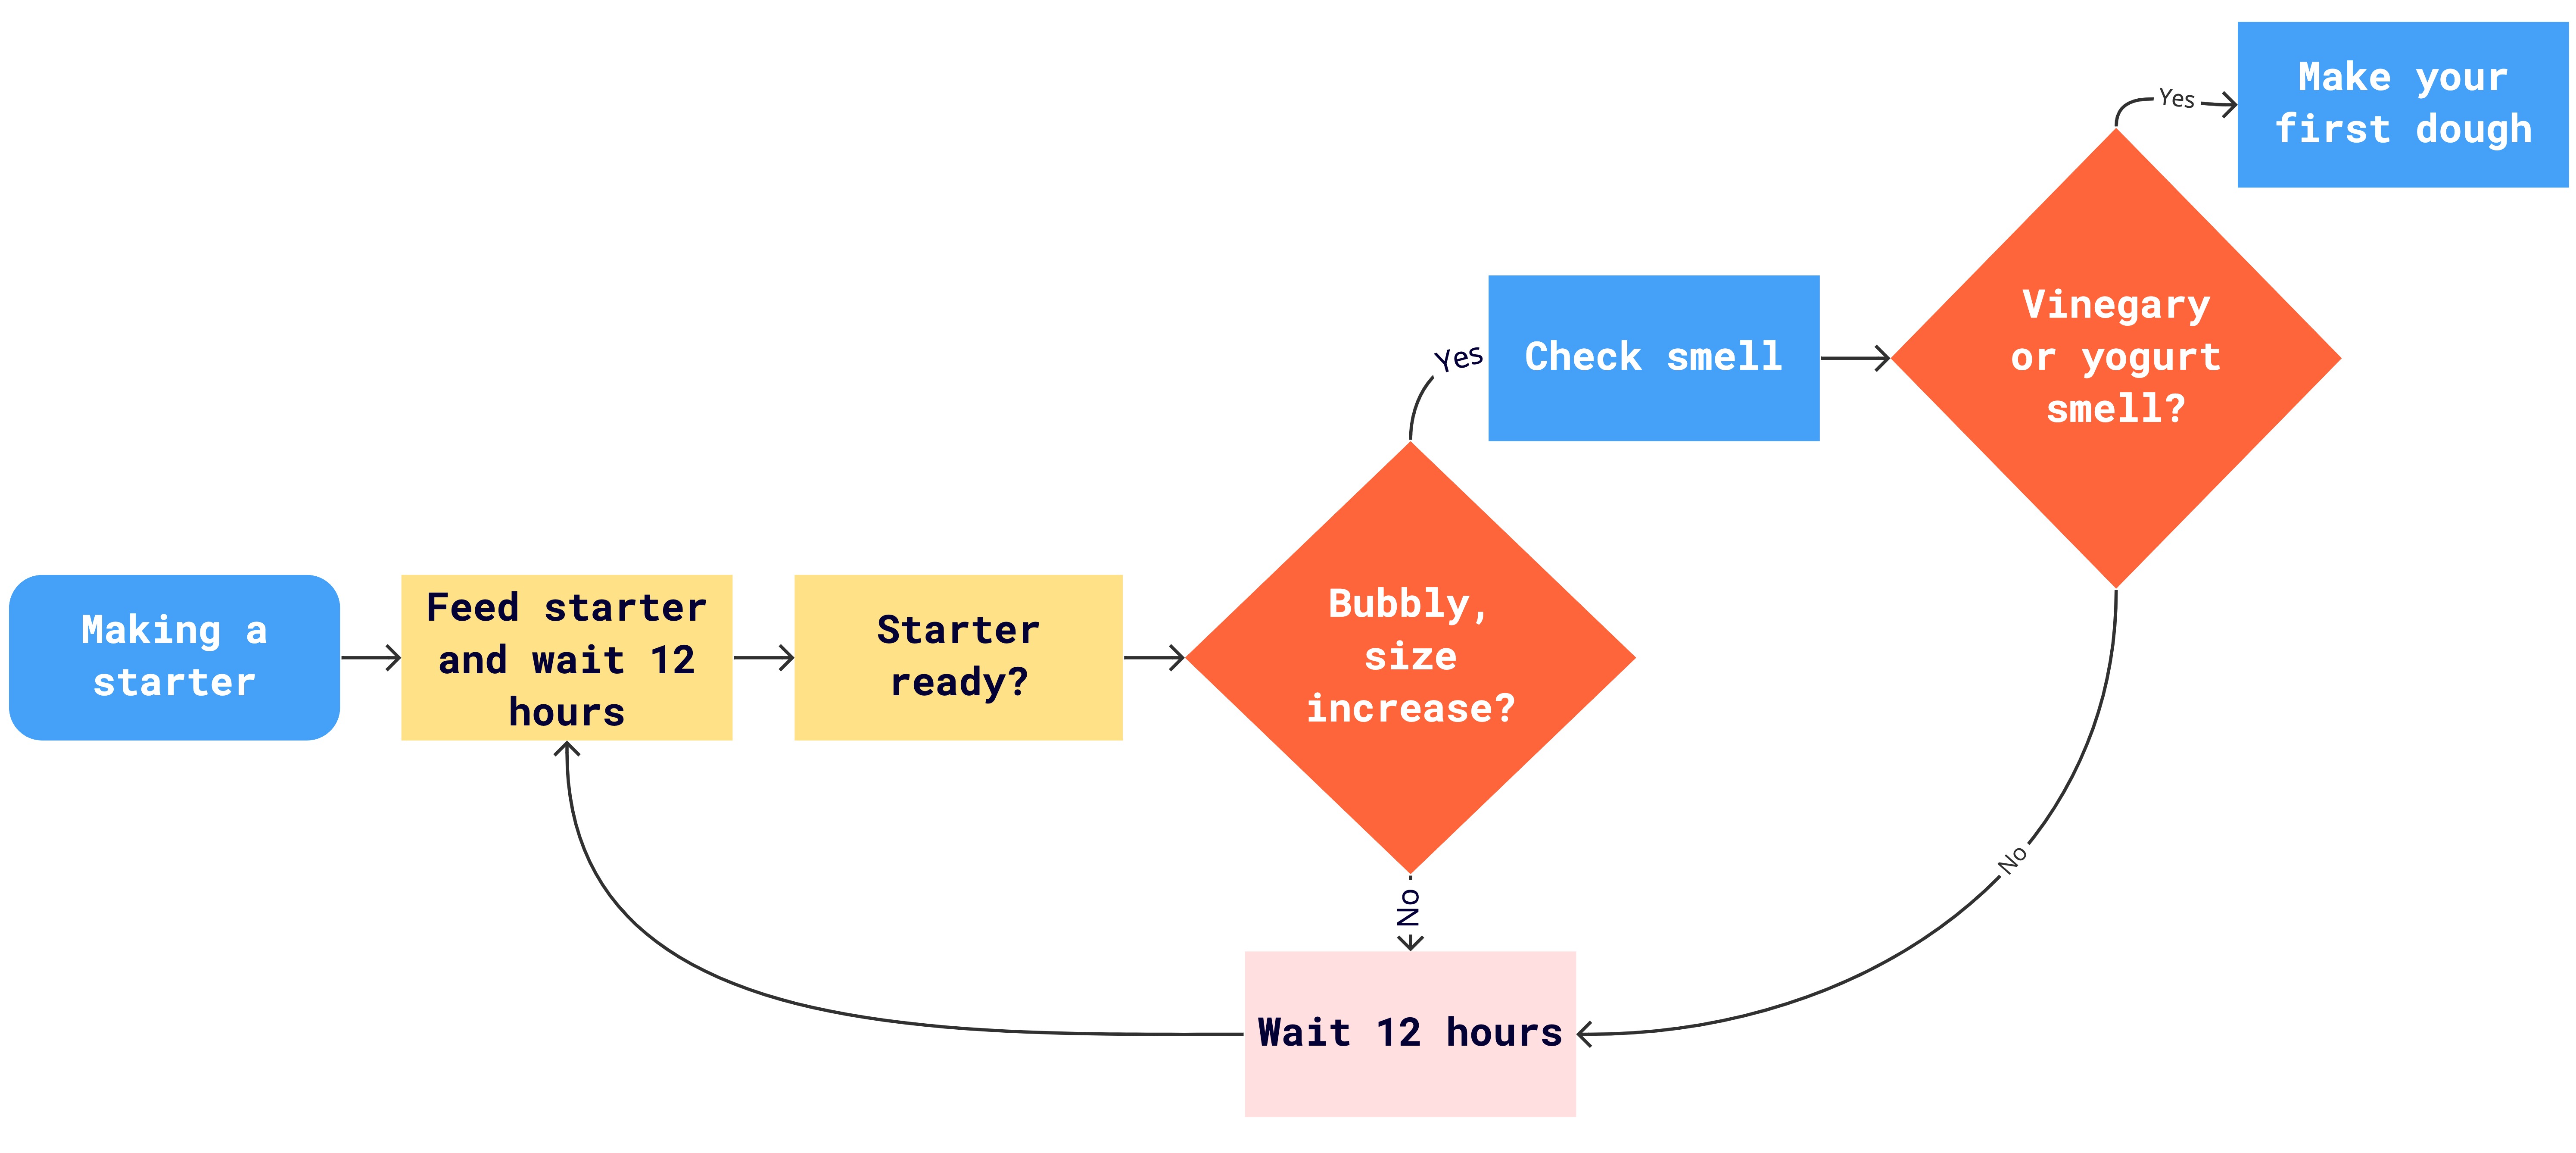 Making a
starter
Feed starter
and wait 12
hours
Starter
ready?
Bubbly,
size
increase?
Yes
Check smell
Vinegary
or yogurt
smell?
Yes
Make your
first dough
No
No
Wait 12 hours